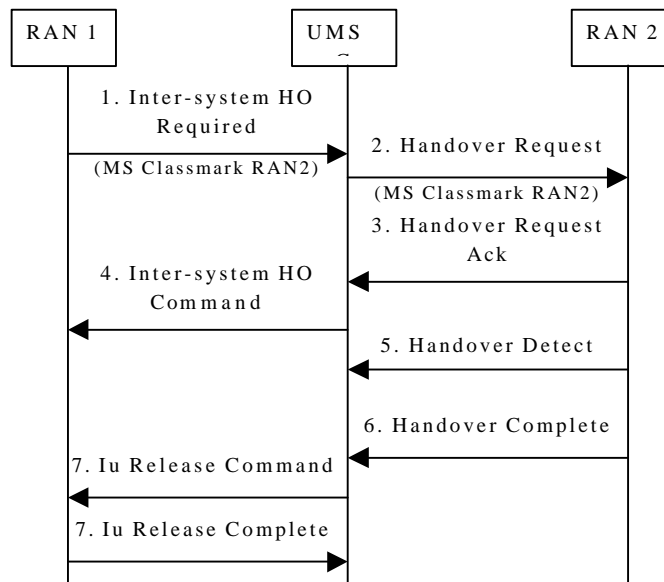 RAN 1
UMS
RAN 2
1. Inter-system HO
Required
(MS Classmark RAN2)
2. Handover Request
(MS Classmark RAN2)
3. Handover Request
Ack
4. Inter-system HO
Command
5. Handover Detect
6. Handover Complete
7. Iu Release Command
7. Iu Release Complete